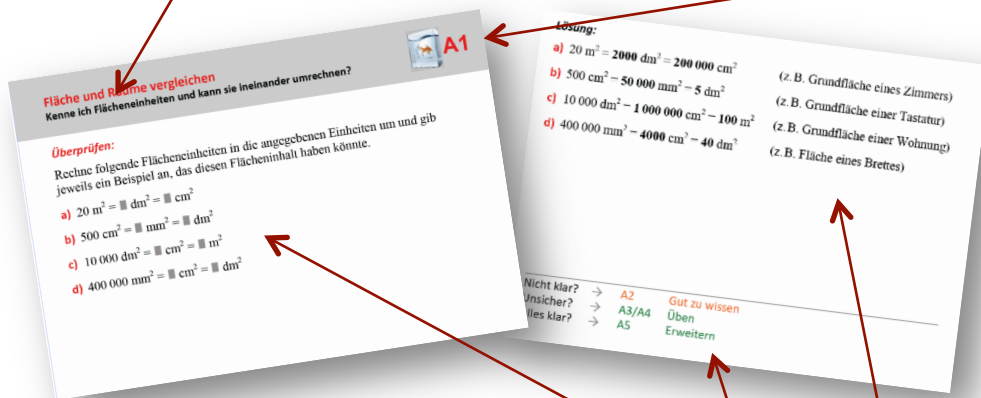 Fläche und Räume vergleichen
Kenne ich Flächeneinheiten und kann sie ineinander umrechnen?
A1
Überprüfen:
Rechne folgende Flächeneinheiten in die angegebenen Einheiten um und gib
jeweils ein Beispiel an, das diesen Flächeninhalt haben könnte.
a) 20 m² = ▮ dm² = ▮ cm²
b) 500 cm² = ▮ mm² = ▮ dm²
c) 10 000 dm² = ▮ cm² = ▮ m²
d) 400 000 mm² = ▮ cm² = ▮ dm²
Lösung:
a) 20 m² = 2000 dm² = 200 000 cm² (z. B. Grundfläche eines Zimmers)
b) 500 cm² = 50 000 mm² = 5 dm² (z. B. Grundfläche einer Tastatur)
c) 10 000 dm² = 1 000 000 cm² = 100 m² (z. B. Grundfläche einer Wohnung)
d) 400 000 mm² = 4000 cm² = 40 dm² (z. B. Fläche eines Brettes)
Nicht klar? → A2 Gut zu wissen
Unsicher? → A3/A4 Üben
lles klar? → A5 Erweitern